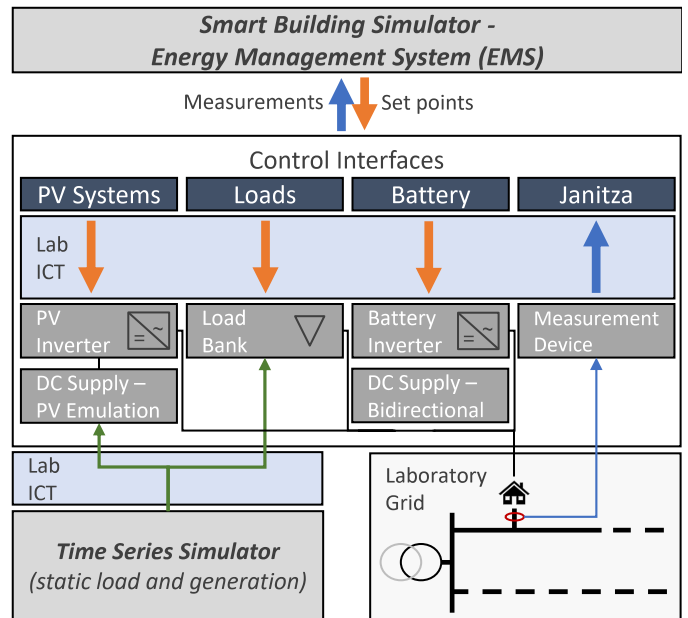 Smart Building Simulator -
Energy Management System (EMS)
Measurements
Set points
Control Interfaces
PV Systems
Loads
Battery
Janitza
Lab
ICT
PV
Inverter
Load
Bank
Battery
Inverter
Measurement
Device
DC Supply –
PV Emulation
DC Supply –
Bidirectional
Lab
ICT
Laboratory
Grid
Time Series Simulator
(static load and generation)